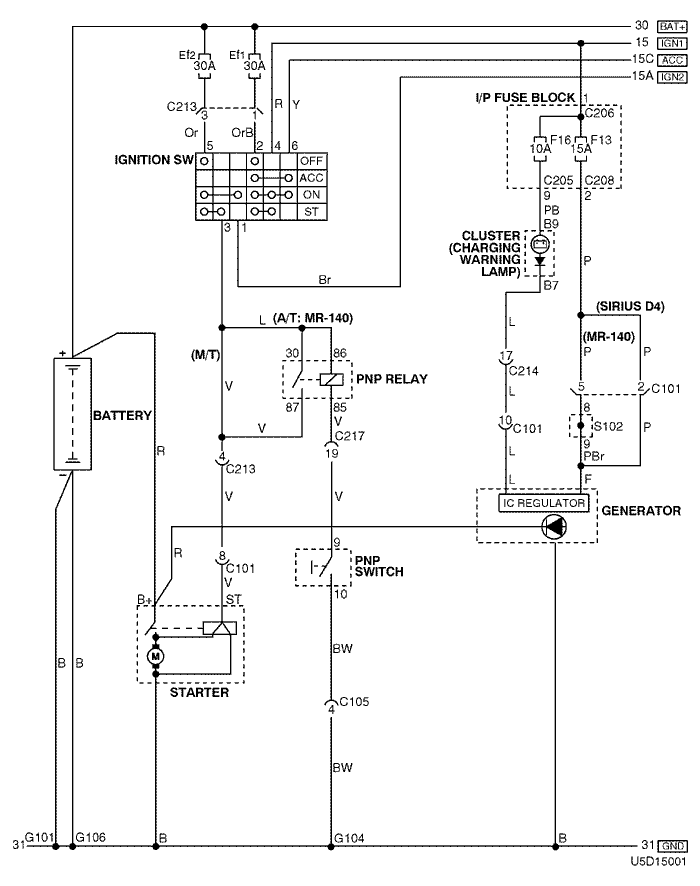 30 BAT+
15 IGN1
15C ACC
15A IGN2
Ef2 Ef1
30A 30A
I/P FUSE BLOCK 1
C213 3 1 R Y C206
Or OrB F16 F13
10A 15A
5 2 4 6
IGNITION SW OFF
ACC
ON
ST
C205 C208
9 2
PB
B9
3 1
CLUSTER
(CHARGING
WARNING
LAMP)
P
Br B7
(SIRIUS D4)
L (A/T: MR-140) L (MR-140)
(M/T) 30 86 P P
17
C214
V PNP RELAY L 5 2 C101
87 85
8
BATTERY + V V C217 10 C101 S102 P
9
4 C213 19 L PBr
R L F
−
V V IC REGULATOR
GENERATOR
R 8 C101 9 PNP
SWITCH
V
B+ ST 10
M BW
B B
STARTER
C105
4
BW
31 G101 G106 B G104 B 31 GND
U5D15001